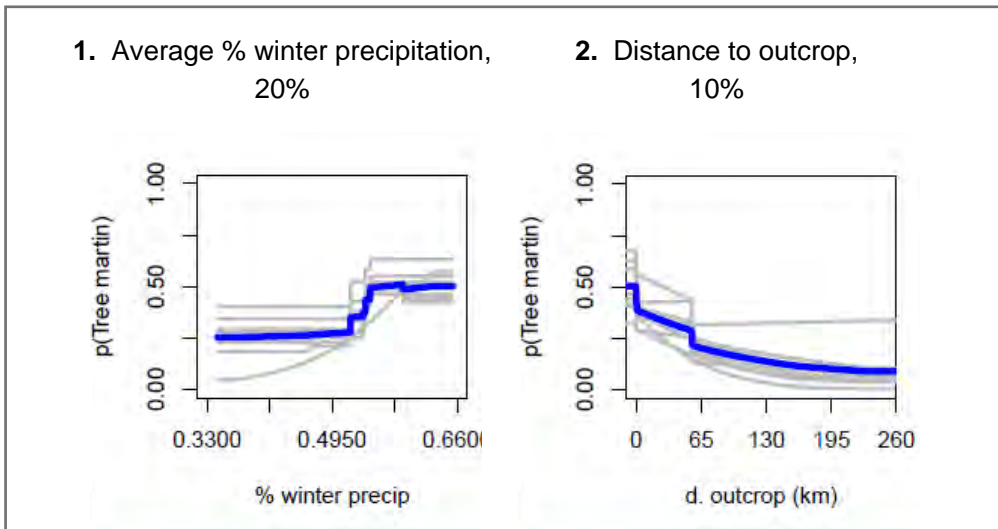 1. Average % winter precipitation,
20%
2. Distance to outcrop,
10%
p(Tree martin)
1.00
0.50
0.00
0.3300 0.4950 0.660
% winter precip
p(Tree martin)
1.00
0.50
0.00
0 65 130 195 260
d. outcrop (km)